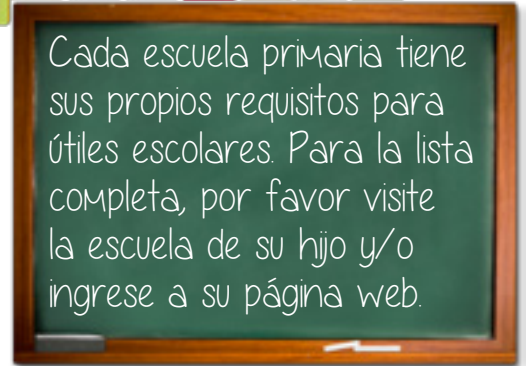 Cada escuela primaria tiene
sus propios requisitos para
útiles escolares. Para la lista
completa, por favor visite
la escuela de su hijo y/o
ingrese a su página web.